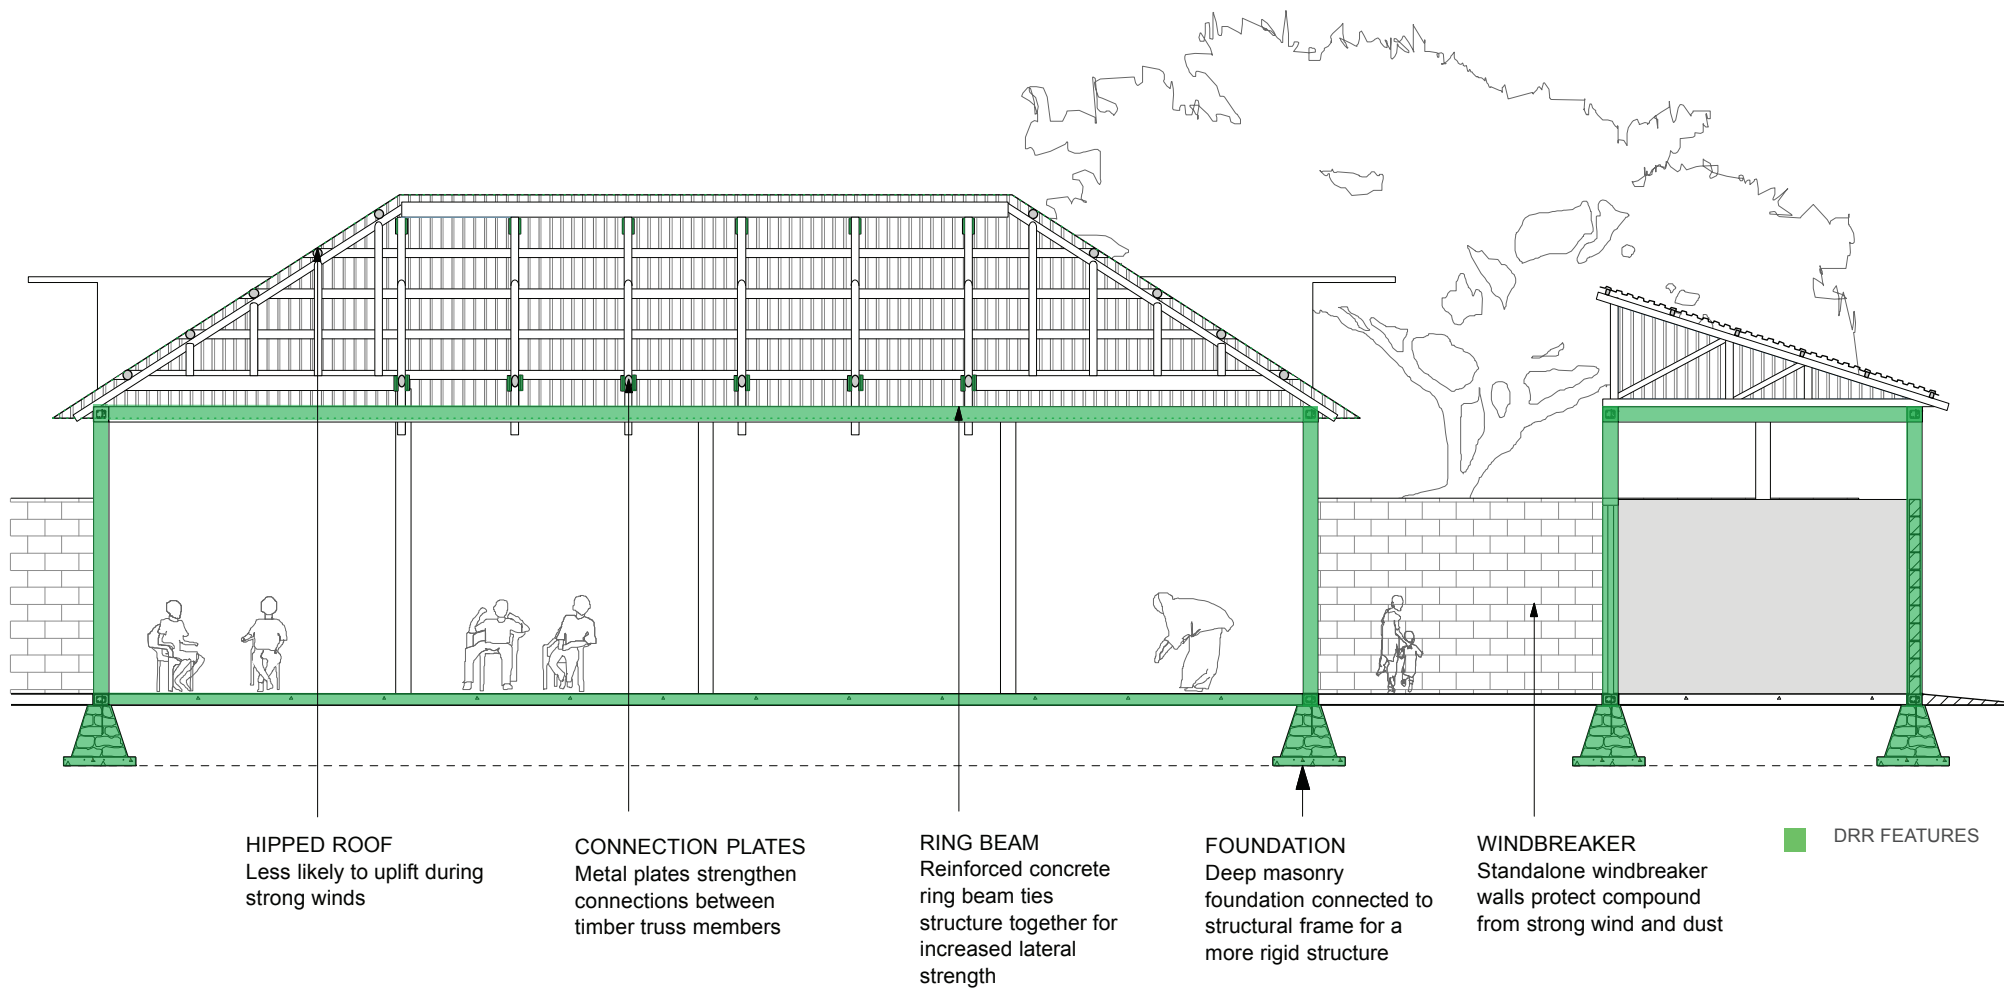 HIPPED ROOF
Less likely to uplift during
strong winds
CONNECTION PLATES
Metal plates strengthen
connections between
timber truss members
RING BEAM
Reinforced concrete
ring beam ties
structure together for
increased lateral
strength
FOUNDATION
Deep masonry
foundation connected to
structural frame for a
more rigid structure
WINDBREAKER
Standalone windbreaker
walls protect compound
from strong wind and dust
DRR FEATURES